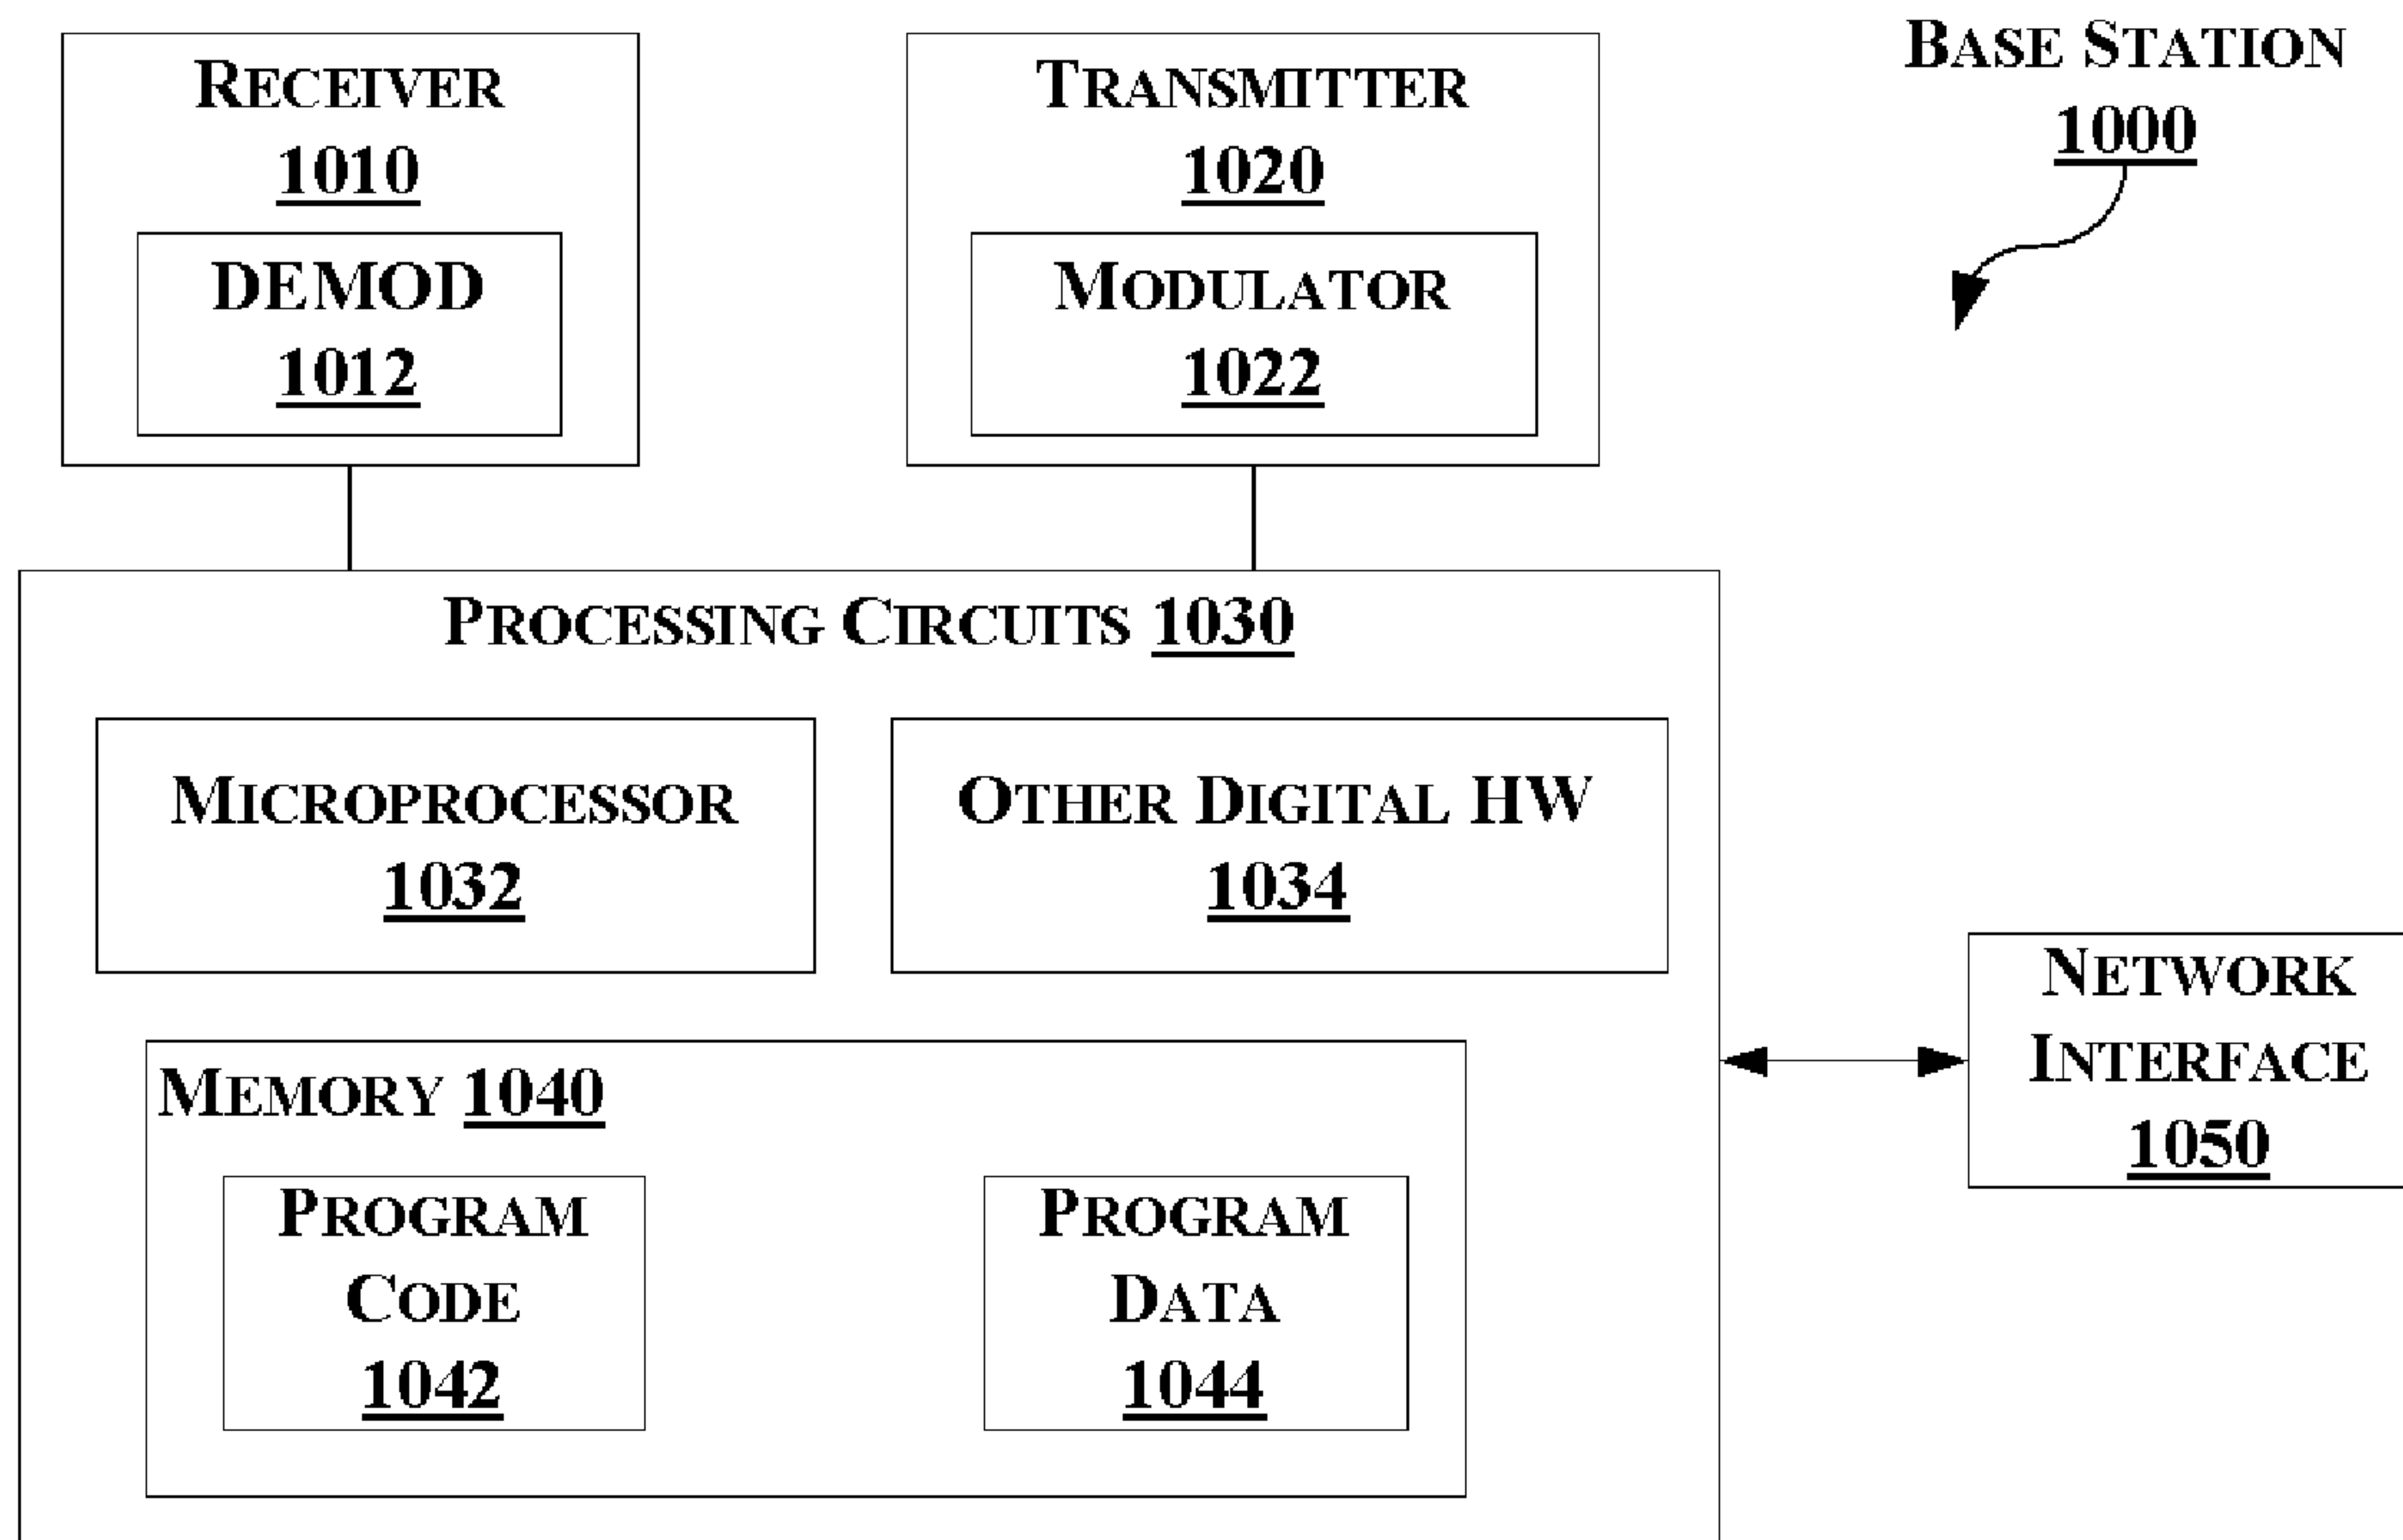 RECEIVER
1010
DEMOD
1012
TRANSMITTER
1020
MODULATOR
1022
BASE STATION
1000
PROCESSING CIRCUITS 1030
MICROPROCESSOR
1032
OTHER DIGITAL HW
1034
MEMORY 1040
PROGRAM
CODE
1042
PROGRAM
DATA
1044
NETWORK
INTERFACE
1050